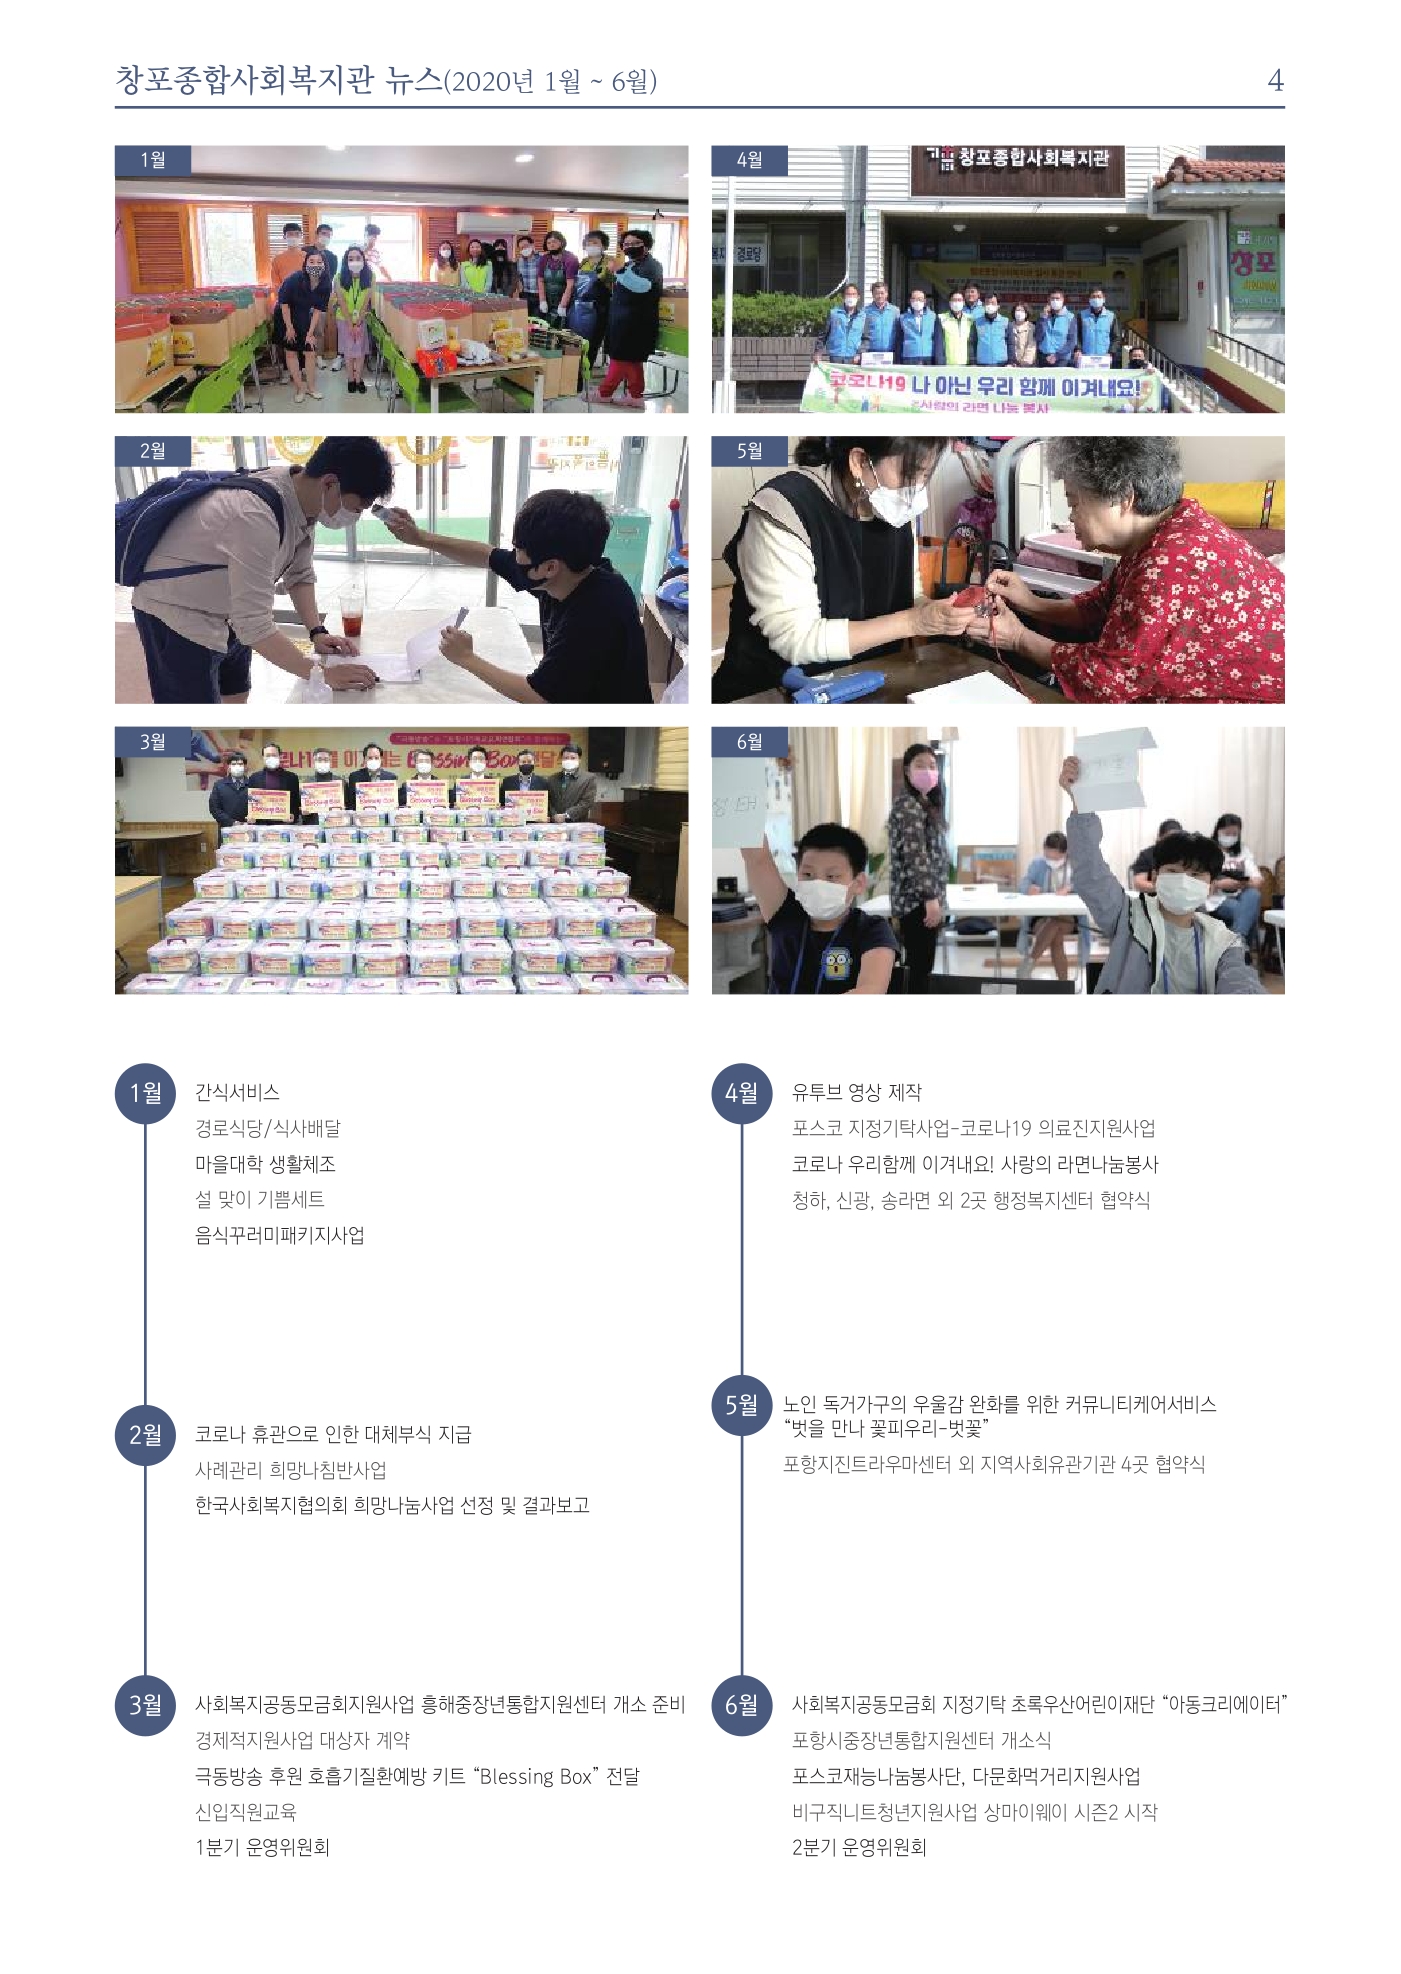 창포종합사회복지관 뉴스(2020년 1월 ~ 6월)
4
1월
4월
창포종합사회복지관
경로당
창포
코로나19 나 아닌 우리 함께 이겨내요!
사랑의 라면 나눔 봉사
2월
5월
3월
Blessing Box
6월
1월
간식서비스
경로식당/식사배달
마을대학 생활체조
설 맞이 기쁨세트
음식꾸러미패키지사업
2월
코로나 휴관으로 인한 대체부식 지급
사례관리 희망나침반사업
한국사회복지협의회 희망나눔사업 선정 및 결과보고
3월
사회복지공동모금회지원사업 흥해중장년통합지원센터 개소 준비
경제적지원사업 대상자 계약
극동방송 후원 호흡기질환예방 키트 “Blessing Box” 전달
신입직원교육
1분기 운영위원회
4월
유투브 영상 제작
포스코 지정기탁사업-코로나19 의료진지원사업
코로나 우리함께 이겨내요! 사랑의 라면나눔봉사
청하, 신광, 송라면 외 2곳 행정복지센터 협약식
5월
노인 독거가구의 우울감 완화를 위한 커뮤니티케어서비스
“벗을 만나 꽃피우리-벗꽃”
포항지진트라우마센터 외 지역사회유관기관 4곳 협약식
6월
사회복지공동모금회 지정기탁 초록우산어린이재단 “아동크리에이터”
포항시중장년통합지원센터 개소식
포스코재능나눔봉사단, 다문화먹거리지원사업
비구직니트청년지원사업 상마이웨이 시즌2 시작
2분기 운영위원회